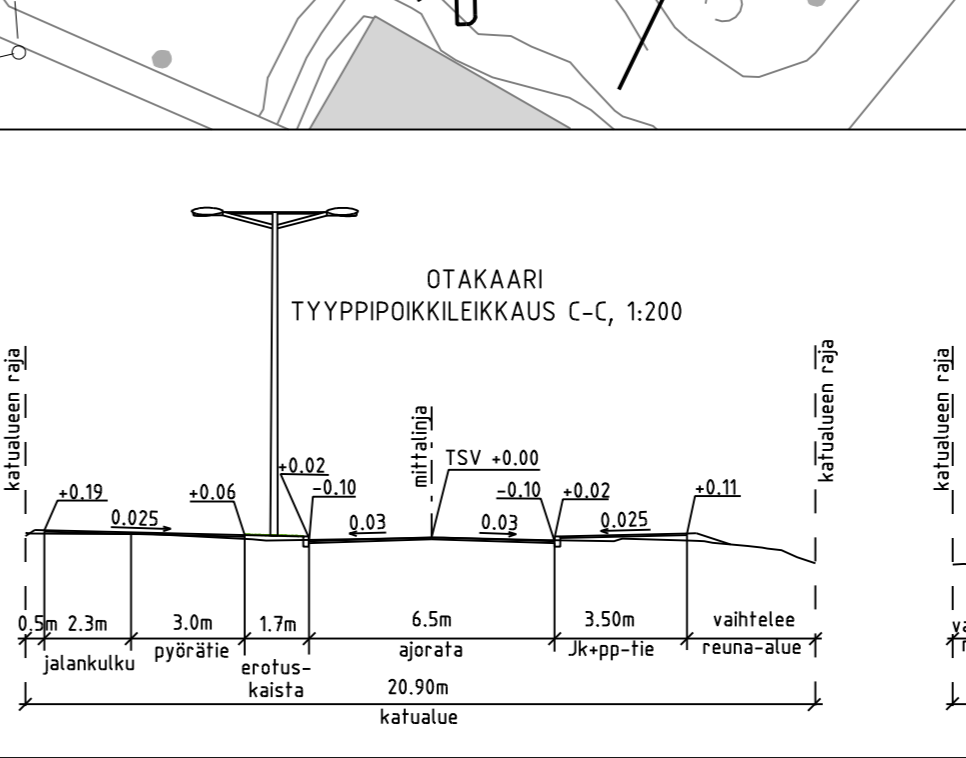 OTAKAARI
TYYPPIPOIKKILEIKKAUS C-C, 1:200
katualueen raja
mittalinja
katualueen raja
katualueen raja
TSV +0.00
+0.02
+0.19
+0.06
-0.10
-0.10
+0.02
+0.11
0.025
0.03
0.03
0.025
0.5m
2.3m
3.0m
1.7m
6.5m
3.50m
vaihtelee
jalankulku
pyörätie
erotus-
kaista
ajorata
Jk+pp-tie
reuna-alue
20.90m
katualue